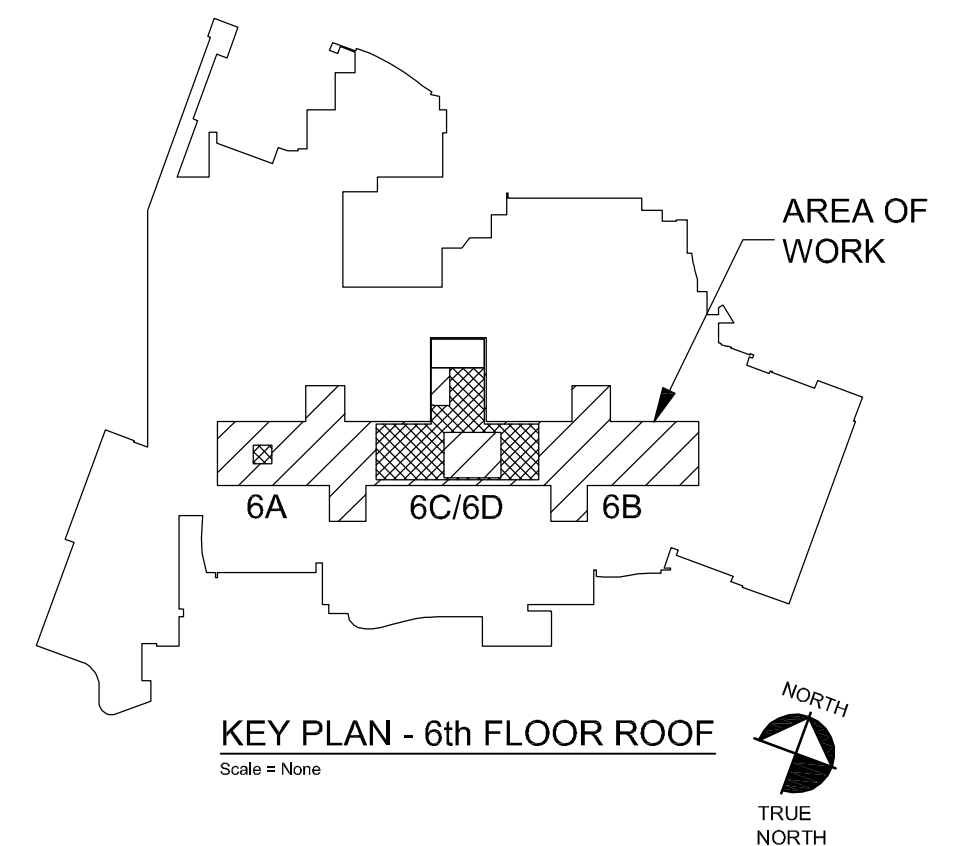 AREA OF
WORK
6A
6C/6D
6B
KEY PLAN - 6th FLOOR ROOF
Scale = None
NORTH
TRUE
NORTH